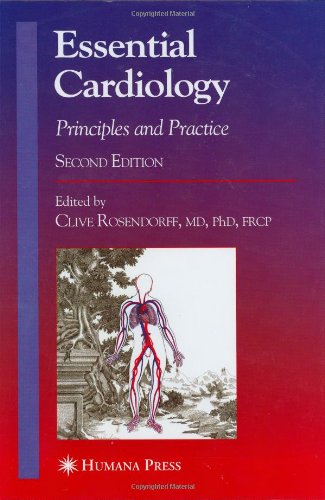 Essential
Cardiology
Principles and Practice
SECOND EDITION
Edited by
CLIVE ROSENDORFF, MD, PhD, FRCP
HUMANA PRESS